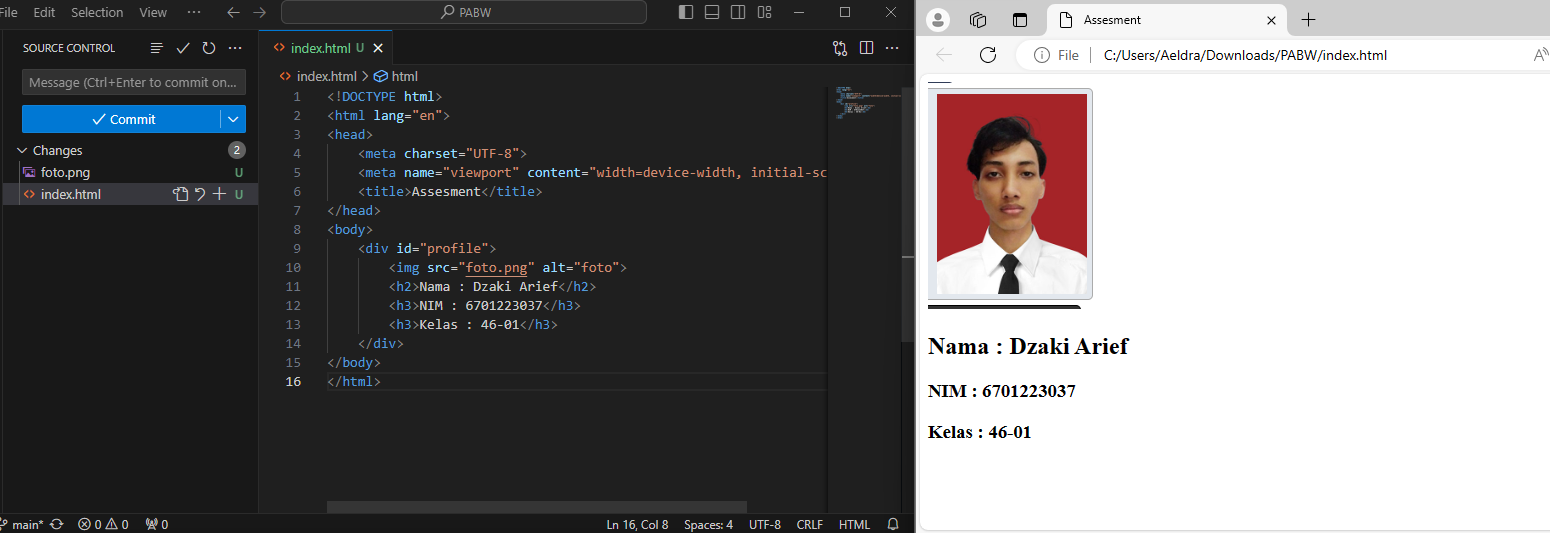 File Edit Selection View ··· PABW
SOURCE CONTROL
Message (Ctrl+Enter to commit on...
Commit
Changes 2
foto.png U
index.html U
index.html U
index.html > html
1 <!DOCTYPE html>
2 <html lang="en">
3 <head>
4 <meta charset="UTF-8">
5 <meta name="viewport" content="width=device-width, initial-sc
6 <title>Assesment</title>
7 </head>
8 <body>
9 <div id="profile">
10 <img src="foto.png" alt="foto">
11 <h2>Nama : Dzaki Arief</h2>
12 <h3>NIM : 6701223037</h3>
13 <h3>Kelas : 46-01</h3>
14 </div>
15 </body>
16 </html>
main* 0 0 0 Ln 16, Col 8 Spaces: 4 UTF-8 CRLF HTML
Assesment
File C:/Users/Aeldra/Downloads/PABW/index.html
Nama : Dzaki Arief
NIM : 6701223037
Kelas : 46-01